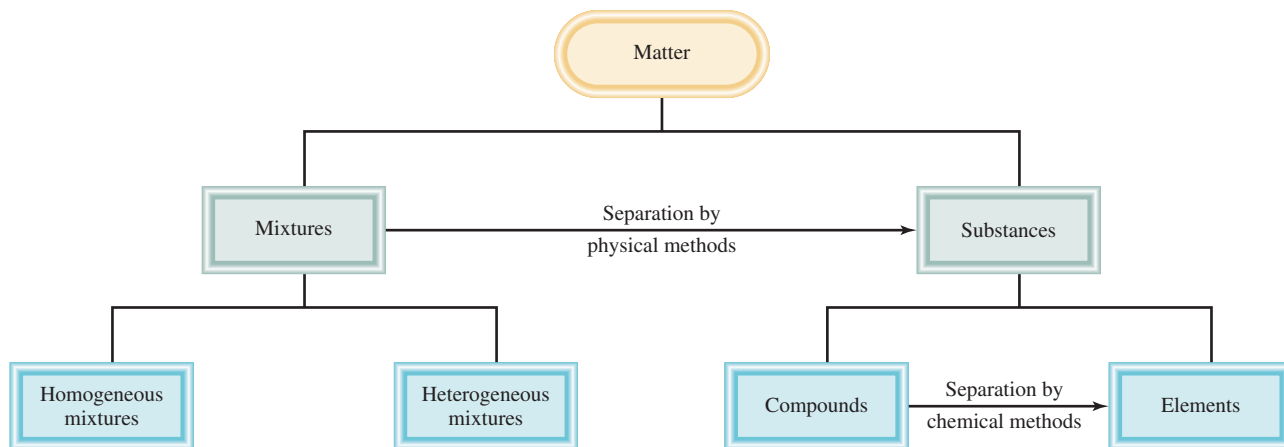 Matter
Mixtures
Separation by
physical methods
Substances
Homogeneous
mixtures
Heterogeneous
mixtures
Compounds
Separation by
chemical methods
Elements